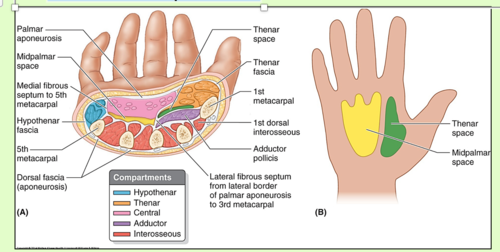 Palmar
aponeurosis
Midpalmar
space
Medial fibrous
septum to 5th
metacarpal
Hypothenar
fascia
5th
metacarpal
Dorsal fascia
(aponeurosis)
(A)
Thenar
space
Thenar
fascia
1st
metacarpal
1st dorsal
interosseous
Adductor
pollicis
Lateral fibrous septum
from lateral border
of palmar aponeurosis
to 3rd metacarpal
Compartments
Hypothenar
Thenar
Central
Adductor
Interosseous
Thenar
space
Midpalmar
space
(B)